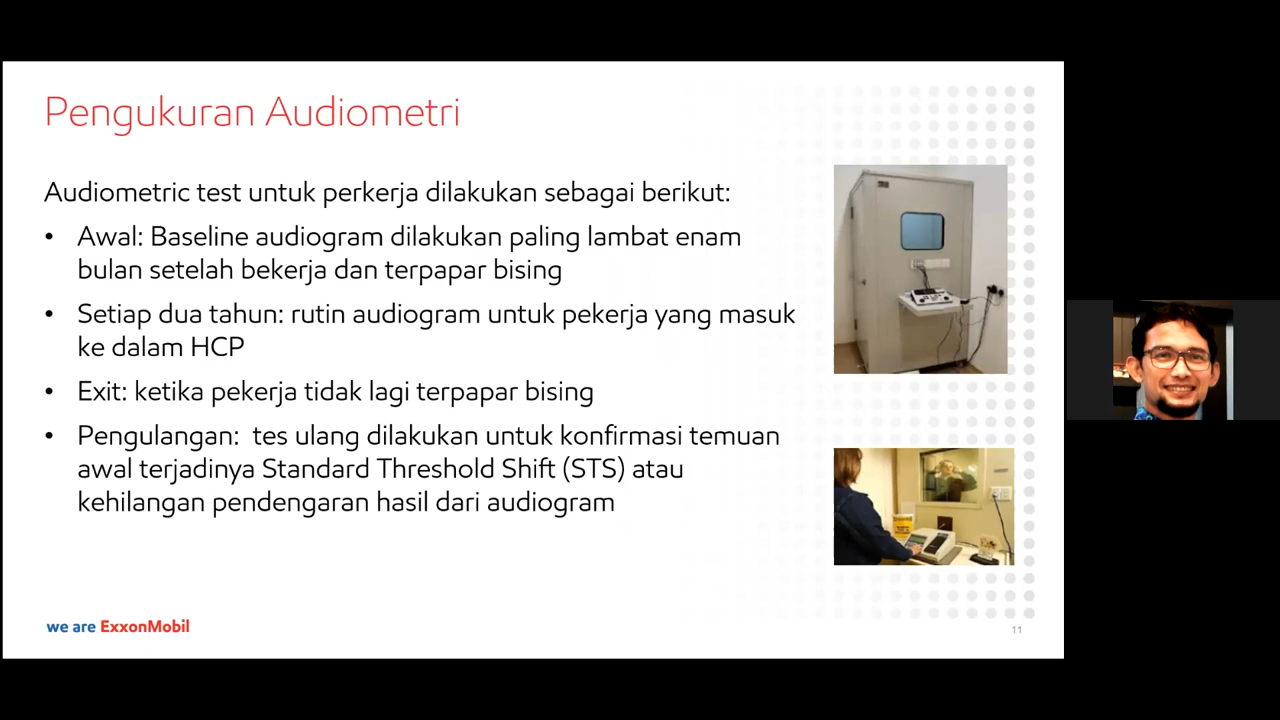 Pengukuran Audiometri
Audiometric test untuk perkerja dilakukan sebagai berikut:
• Awal: Baseline audiogram dilakukan paling lambat enam
bulan setelah bekerja dan terpapar bising
• Setiap dua tahun: rutin audiogram untuk pekerja yang masuk
ke dalam HCP
• Exit: ketika pekerja tidak lagi terpapar bising
• Pengulangan:  tes ulang dilakukan untuk konfirmasi temuan
awal terjadinya Standard Threshold Shift (STS) atau
kehilangan pendengaran hasil dari audiogram
we are ExxonMobil
11